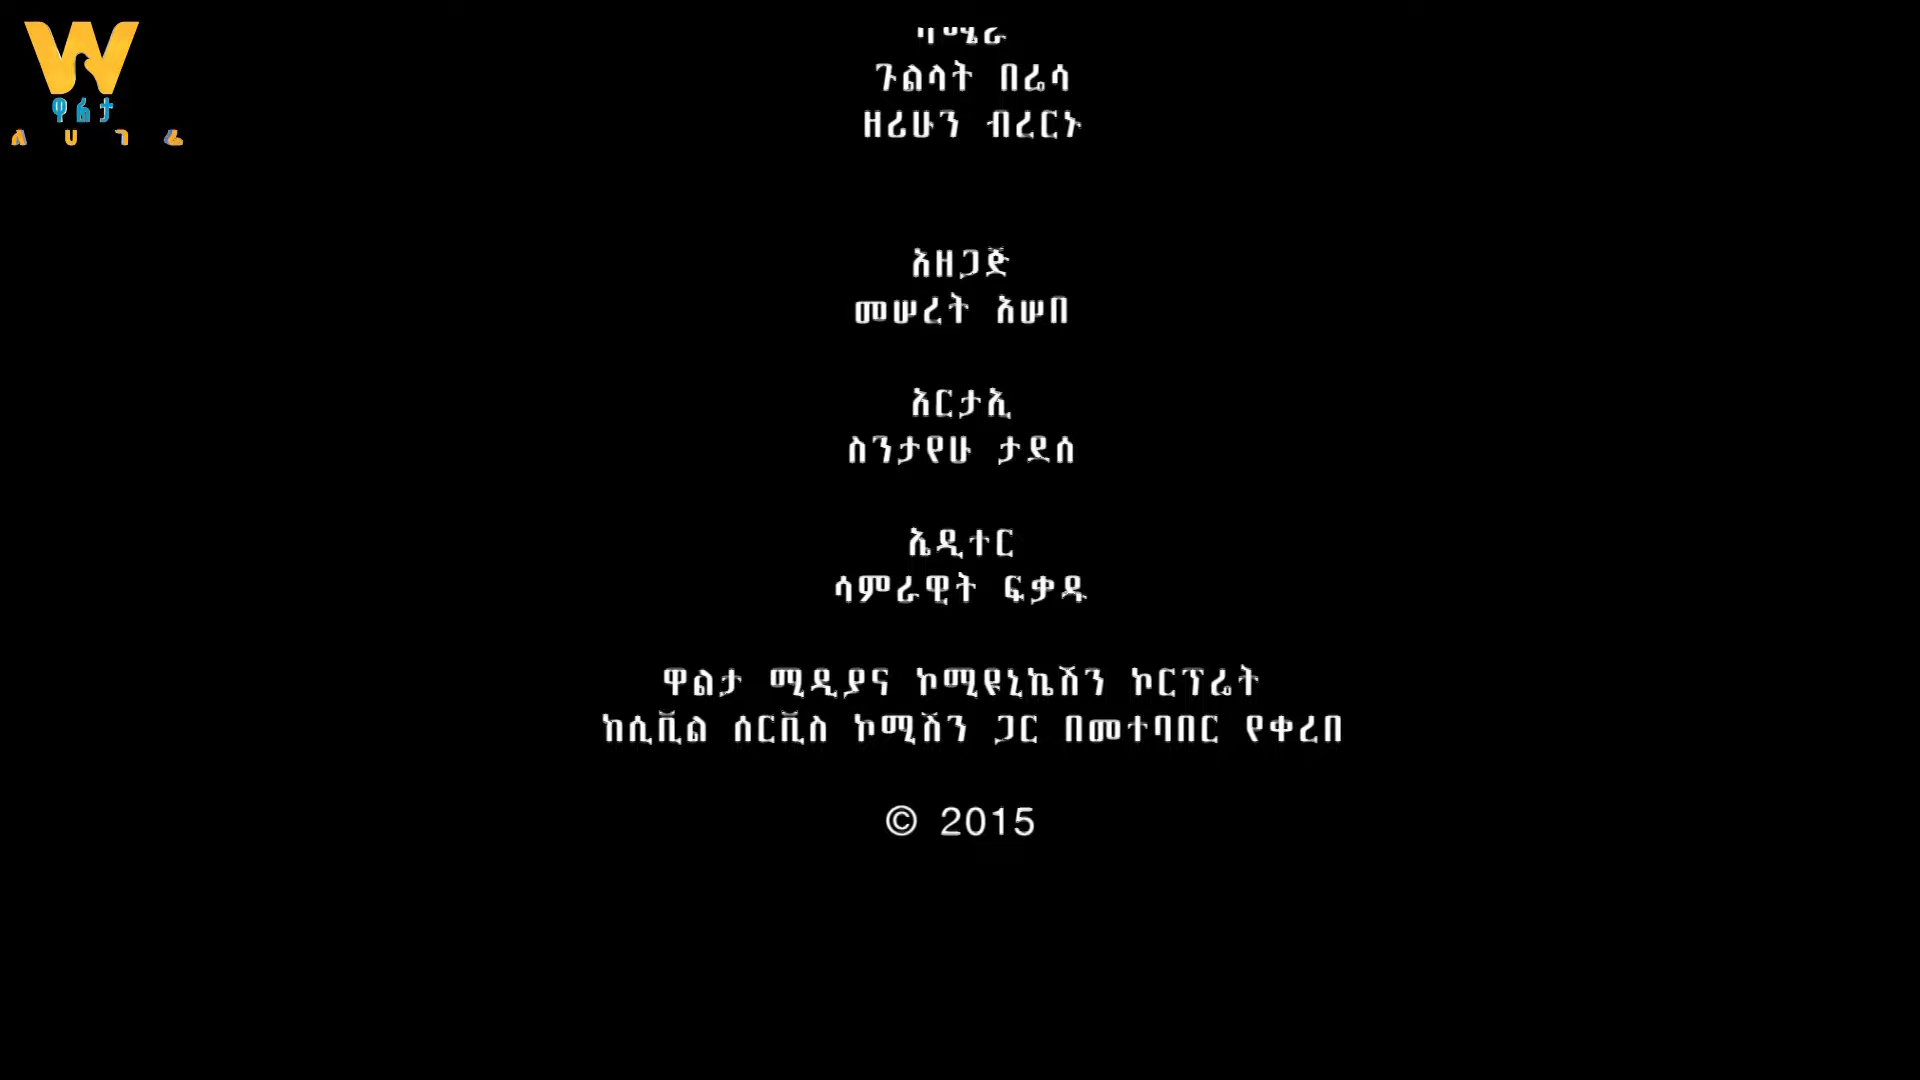 ዋልታ
ለ ሀ ገ ሬ
ካሜራ
ጉልላት በሬሳ
ዘሪሁን ብረርኑ
አዘጋጅ
መሠረት አሠበ
አርታኢ
ስንታየሁ ታደሰ
ኤዲተር
ሳምራዊት ፍቃዱ
ዋልታ ሚዲያና ኮሚዩኒኬሽን ኮርፕሬት
ከሲቪል ሰርቪስ ኮሚሽን ጋር በመተባበር የቀረበ
© 2015